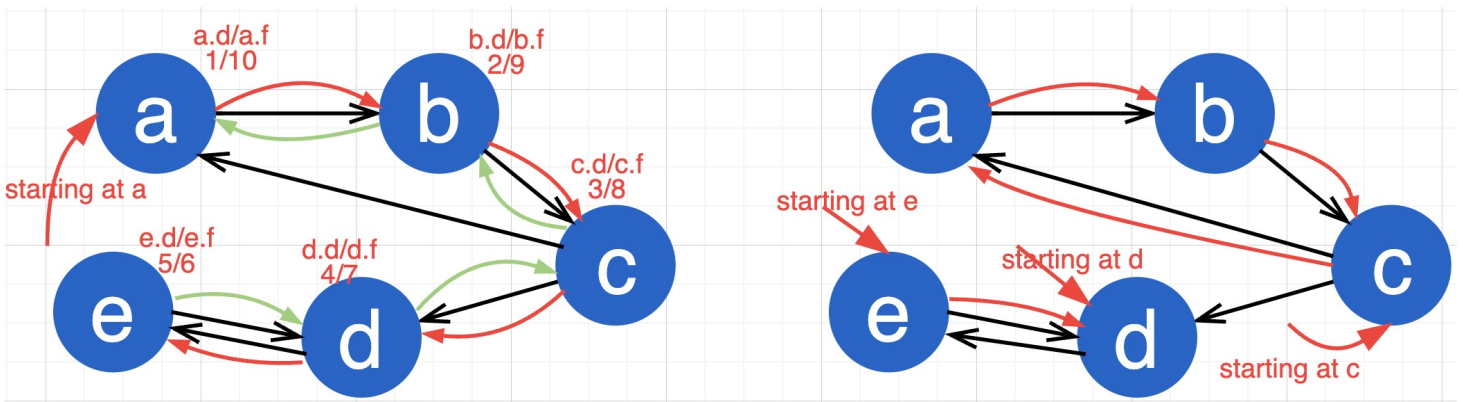 a.d/a.f
1/10
b.d/b.f
2/9
a
b
c.d/c.f
3/8
starting at a
e.d/e.f
5/6
d.d/d.f
4/7
c
e
d
a
b
starting at e
starting at d
c
e
d
starting at c